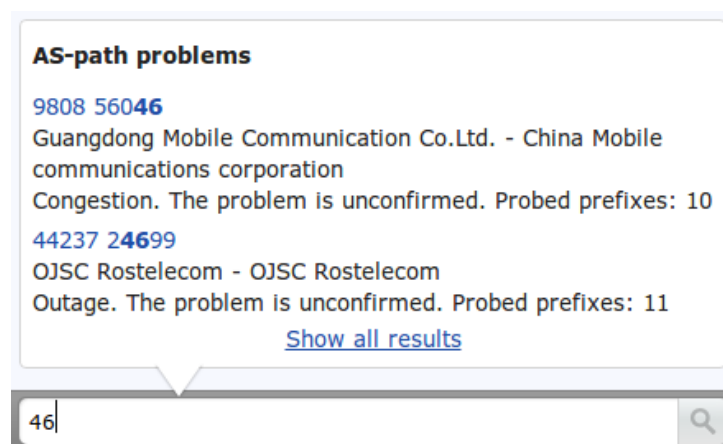 AS-path problems
9808 56046
Guangdong Mobile Communication Co.Ltd. - China Mobile
communications corporation
Congestion. The problem is unconfirmed. Probed prefixes: 10
44237 24699
OJSC Rostelecom - OJSC Rostelecom
Outage. The problem is unconfirmed. Probed prefixes: 11
Show all results
46